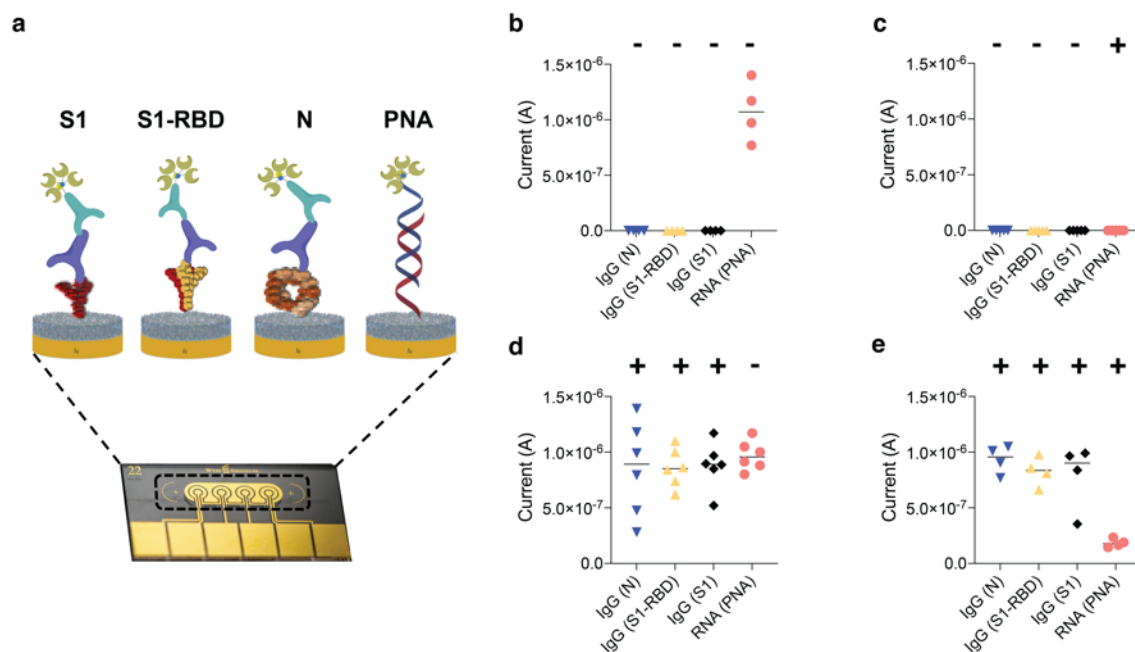 a
S1 S1-RBD N PNA
22
b
- - - -
Current (A)
1.5×10⁻⁶
1.0×10⁻⁶
5.0×10⁻⁷
0.0
IgG (N)
IgG (S1-RBD)
IgG (S1)
RNA (PNA)
c
- - - +
Current (A)
1.5×10⁻⁶
1.0×10⁻⁶
5.0×10⁻⁷
0.0
IgG (N)
IgG (S1-RBD)
IgG (S1)
RNA (PNA)
d
+ + + -
Current (A)
1.5×10⁻⁶
1.0×10⁻⁶
5.0×10⁻⁷
0.0
IgG (N)
IgG (S1-RBD)
IgG (S1)
RNA (PNA)
e
+ + + +
Current (A)
1.5×10⁻⁶
1.0×10⁻⁶
5.0×10⁻⁷
0.0
IgG (N)
IgG (S1-RBD)
IgG (S1)
RNA (PNA)